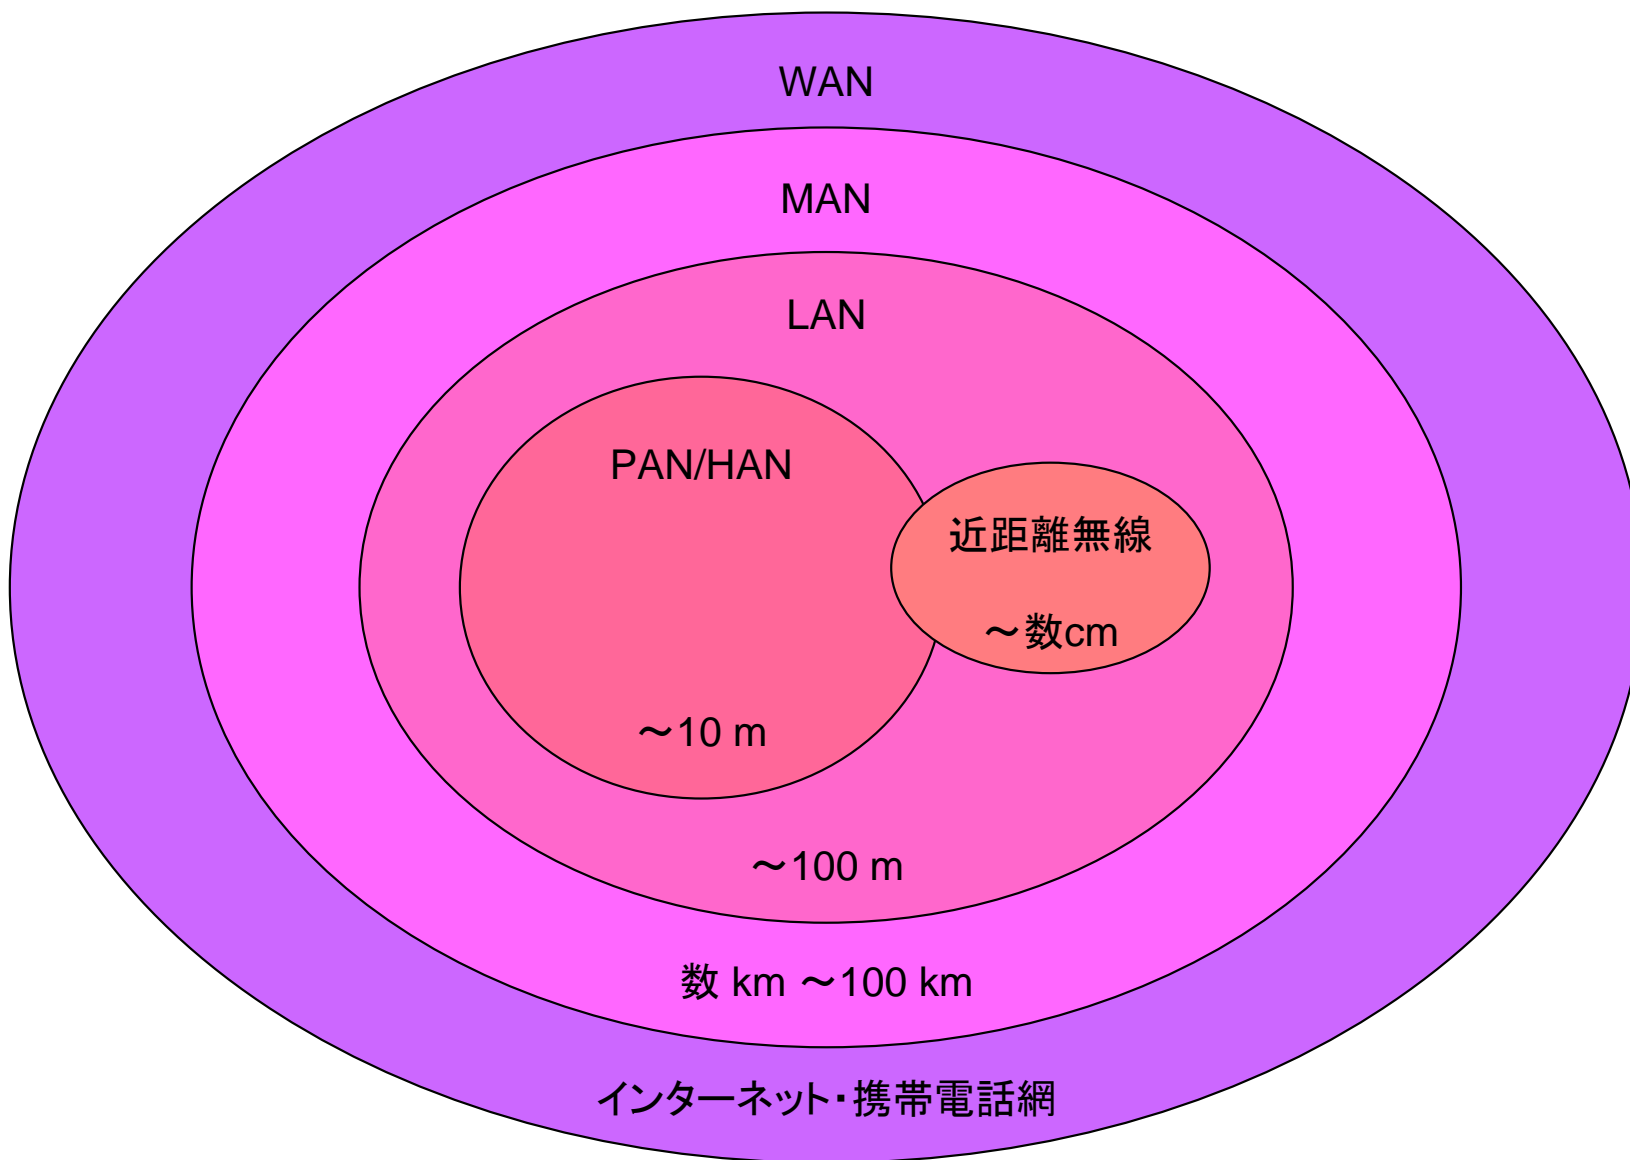 WAN
MAN
LAN
PAN/HAN
近距離無線
～数cm
～10 m
～100 m
数 km ～100 km
インターネット・携帯電話網